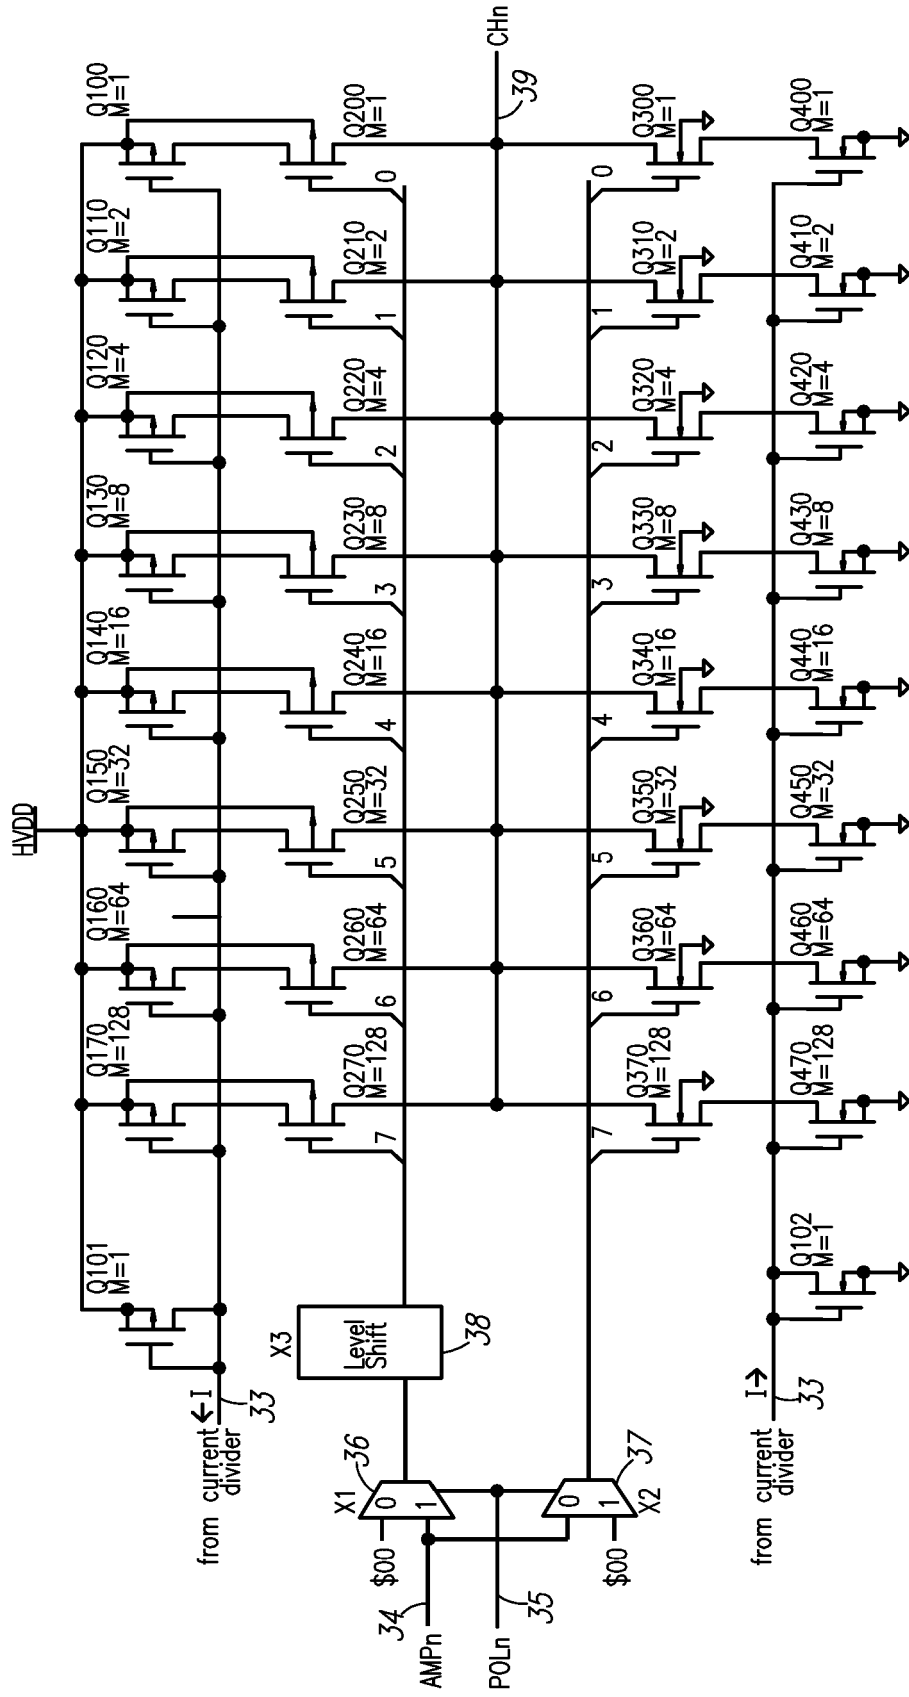 HVDD
Q101
M=1
Q170
M=128
Q160
M=64
Q150
M=32
Q140
M=16
Q130
M=8
Q120
M=4
Q110
M=2
Q100
M=1
from current
divider
←I
33
Q270
M=128
Q260
M=64
Q250
M=32
Q240
M=16
Q230
M=8
Q220
M=4
Q210
M=2
Q200
M=1
X3
Level
Shift
38
7
6
5
4
3
2
1
0
X1
36
$00
0
1
AMPn
34
POLn
35
CHn
39
$00
0
1
X2
37
7
6
5
4
3
2
1
0
Q370
M=128
Q360
M=64
Q350
M=32
Q340
M=16
Q330
M=8
Q320
M=4
Q310
M=2
Q300
M=1
from current
divider
I→
33
Q102
M=1
Q470
M=128
Q460
M=64
Q450
M=32
Q440
M=16
Q430
M=8
Q420
M=4
Q410
M=2
Q400
M=1